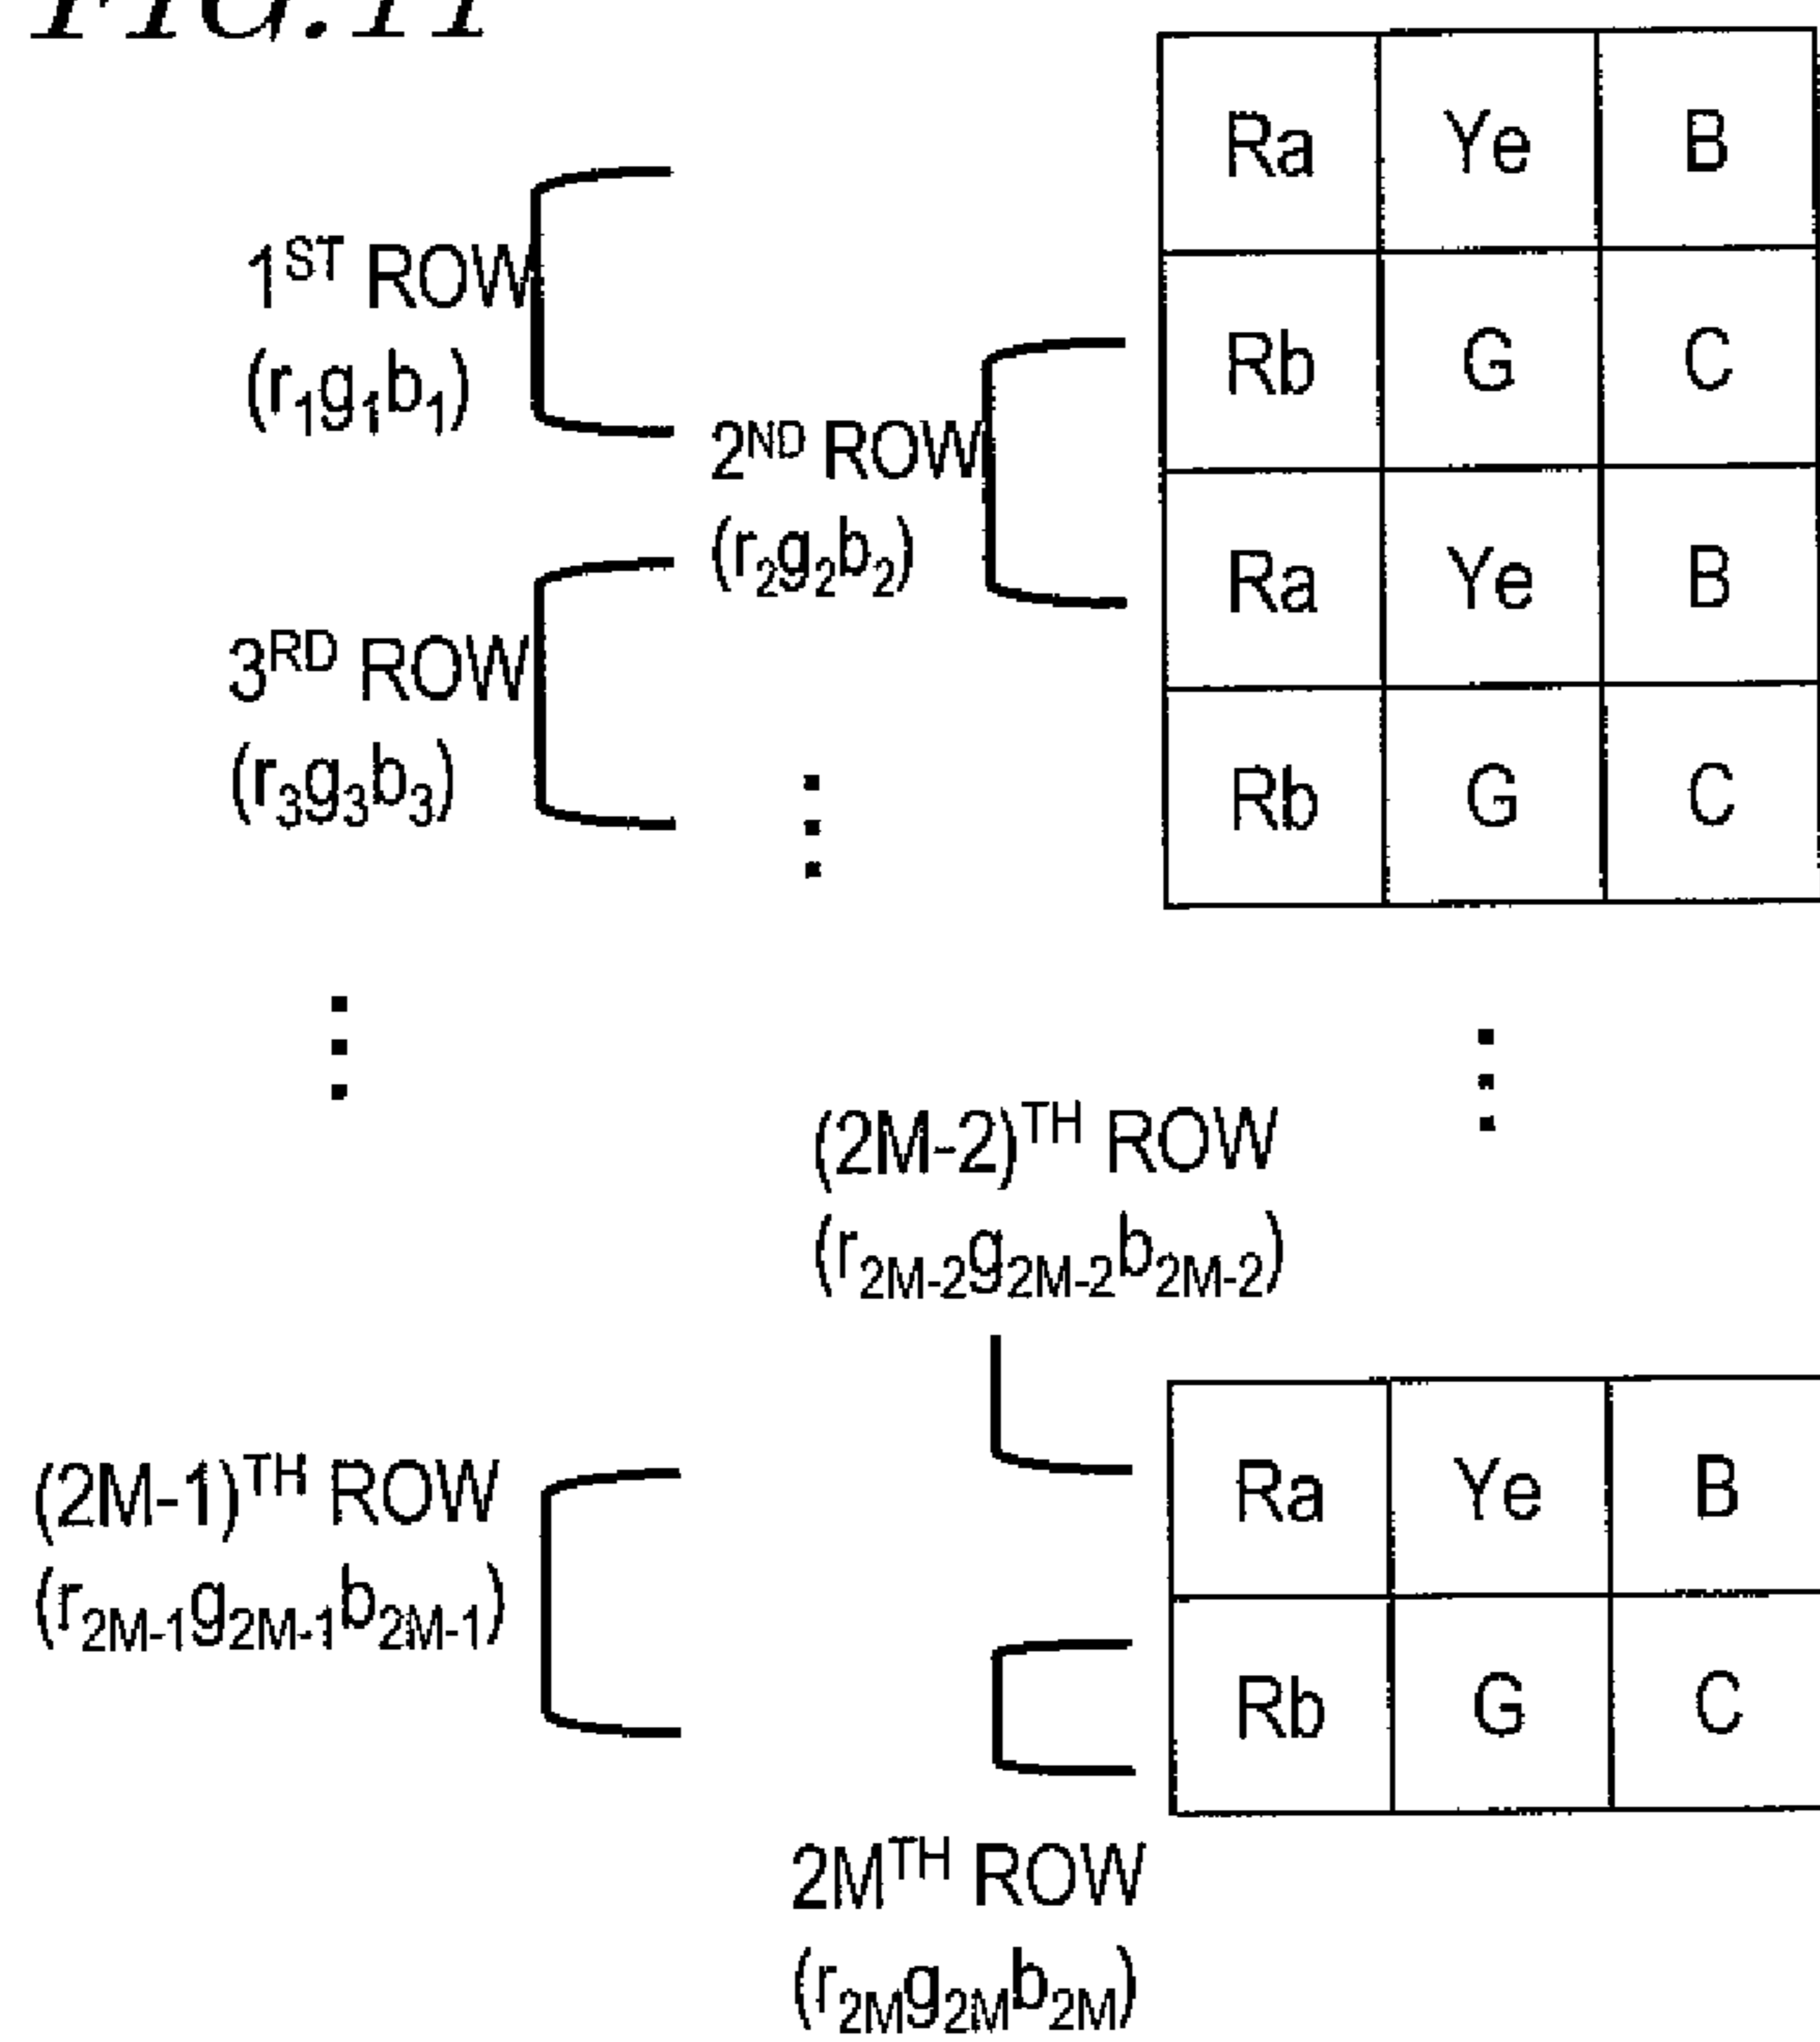 FIG.11
Ra Ye B
1ST ROW
(r1g1b1)
Rb G C
2ND ROW
(r2g2b2)
Ra Ye B
3RD ROW
(r3g3b3)
Rb G C
(2M-2)TH ROW
(r2M-2g2M-2b2M-2)
(2M-1)TH ROW
(r2M-1g2M-1b2M-1)
Ra Ye B
Rb G C
2MTH ROW
(r2Mg2Mb2M)